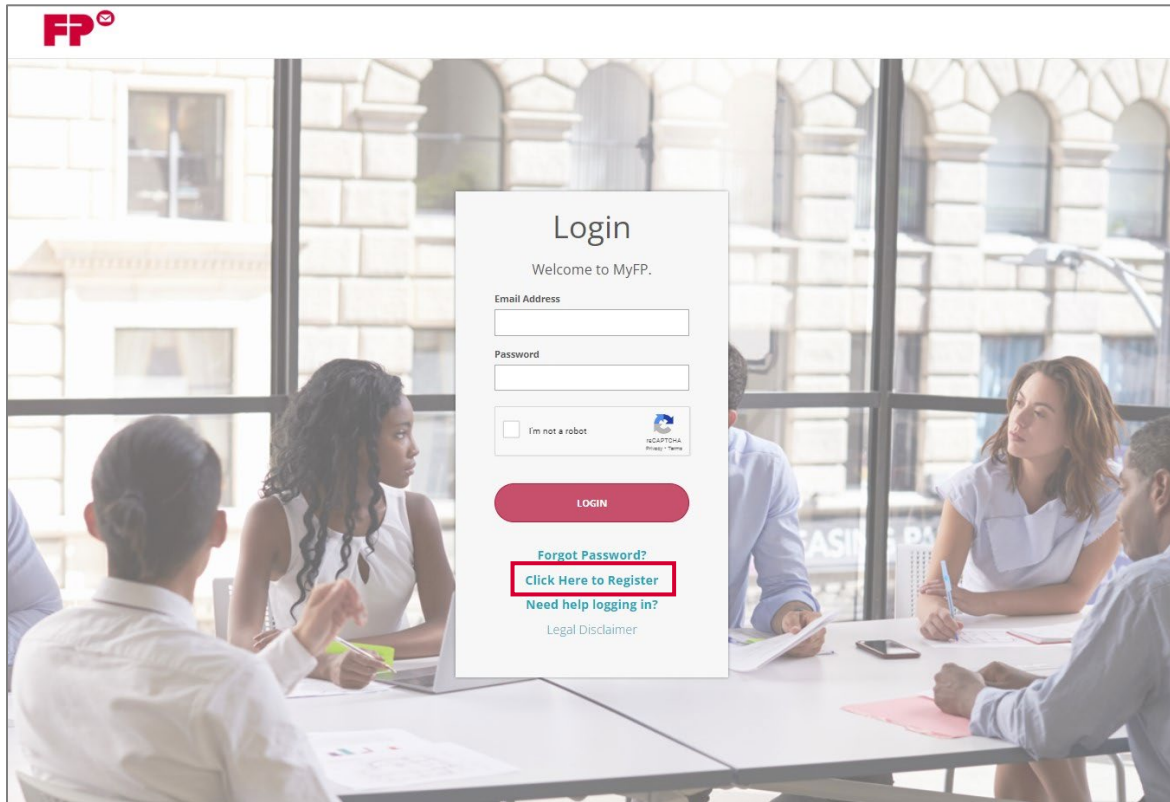 FP
Login
Welcome to MyFP.
Email Address
Password
I'm not a robot
reCAPTCHA
Privacy - Terms
LOGIN
Forgot Password?
Click Here to Register
Need help logging in?
Legal Disclaimer